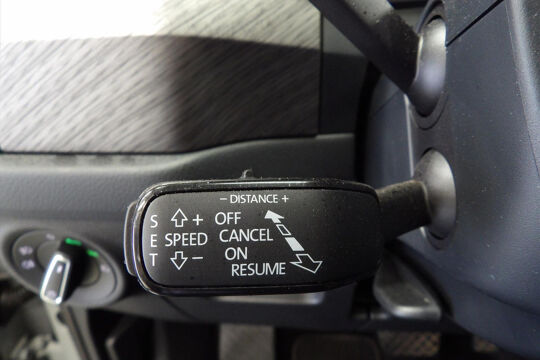 − DISTANCE +
S + OFF
E SPEED CANCEL
T − ON
RESUME